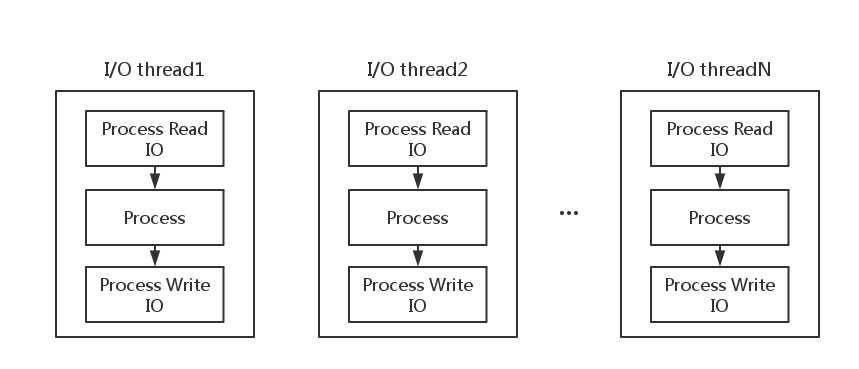 I/O thread1
Process Read
IO
Process
Process Write
IO
I/O thread2
Process Read
IO
Process
Process Write
IO
...
I/O threadN
Process Read
IO
Process
Process Write
IO